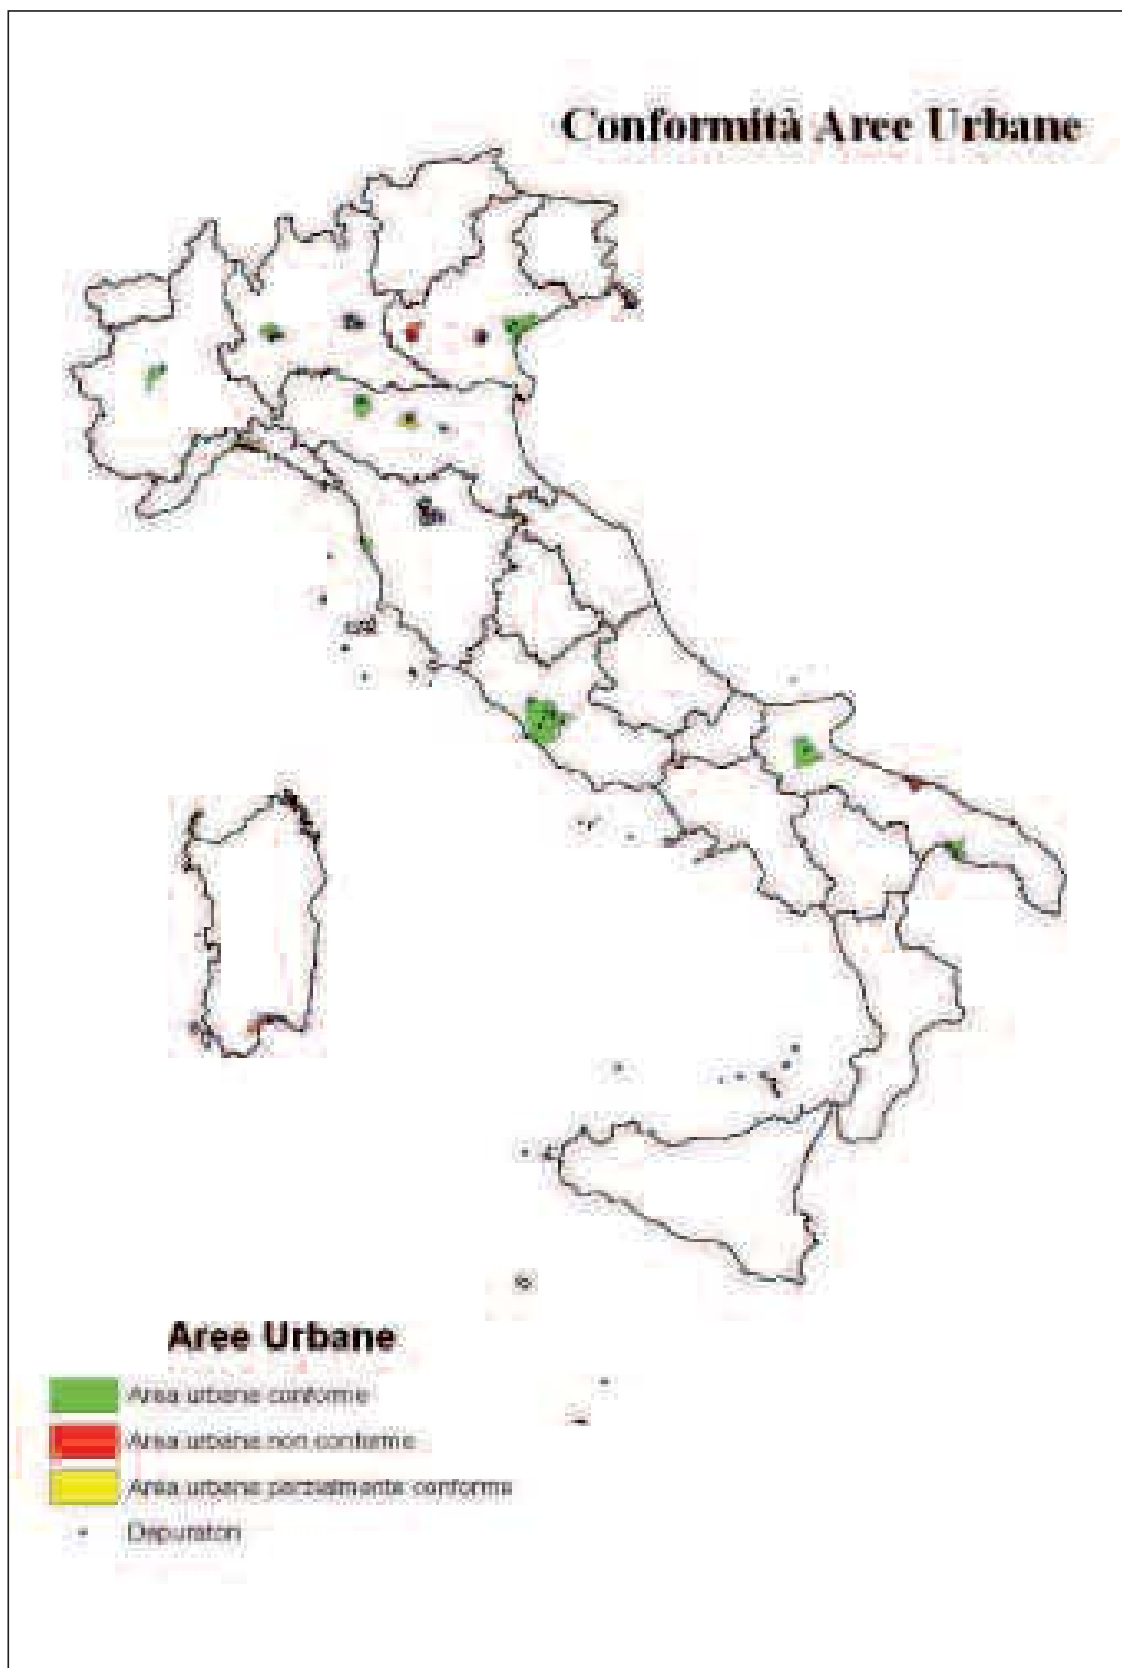 Conformità Aree Urbane
Aree Urbane
Area urbana conforme
Area urbana non conforme
Area urbana parzialmente conforme
Depuratori